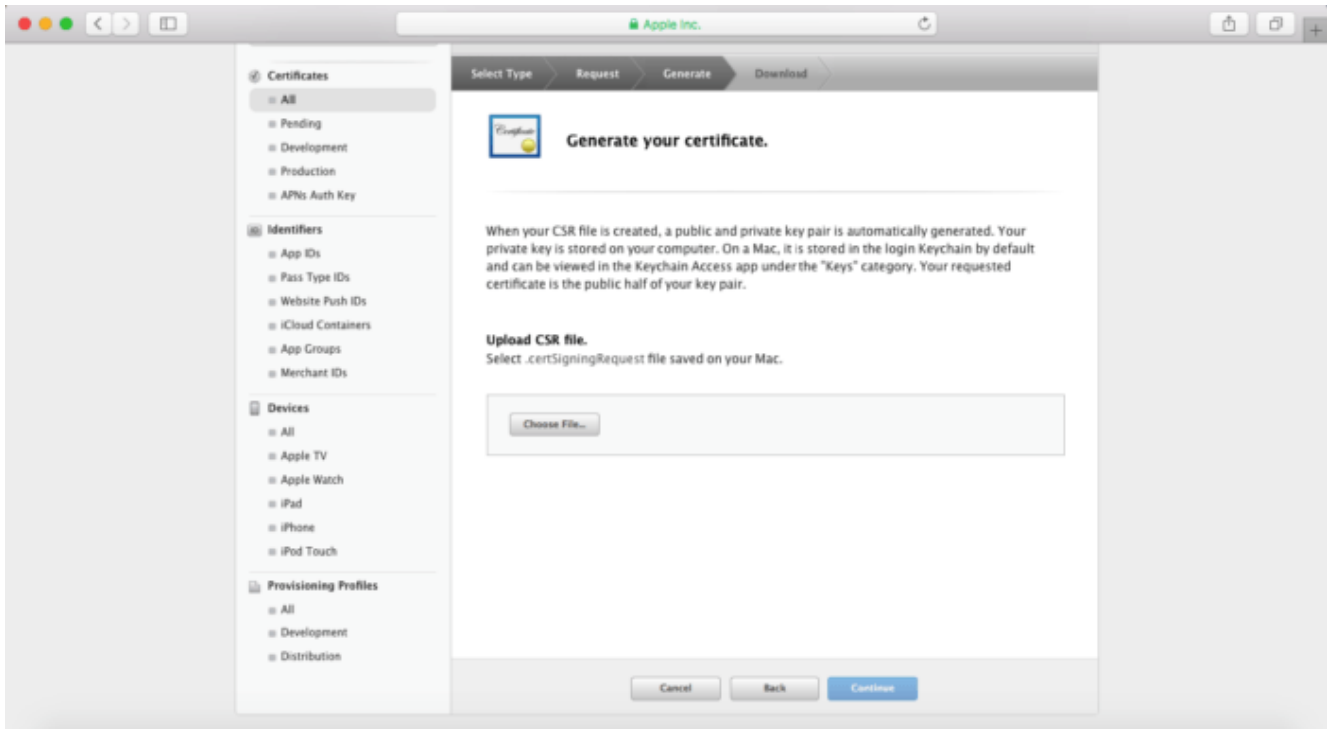 Apple Inc.
Certificates
All
Pending
Development
Production
APNs Auth Key
Identifiers
App IDs
Pass Type IDs
Website Push IDs
iCloud Containers
App Groups
Merchant IDs
Devices
All
Apple TV
Apple Watch
iPad
iPhone
iPod Touch
Provisioning Profiles
All
Development
Distribution
Select Type Request Generate Download
Certificate
Generate your certificate.
When your CSR file is created, a public and private key pair is automatically generated. Your
private key is stored on your computer. On a Mac, it is stored in the login Keychain by default
and can be viewed in the Keychain Access app under the "Keys" category. Your requested
certificate is the public half of your key pair.
Upload CSR file.
Select .certSigningRequest file saved on your Mac.
Choose File...
Cancel Back Continue